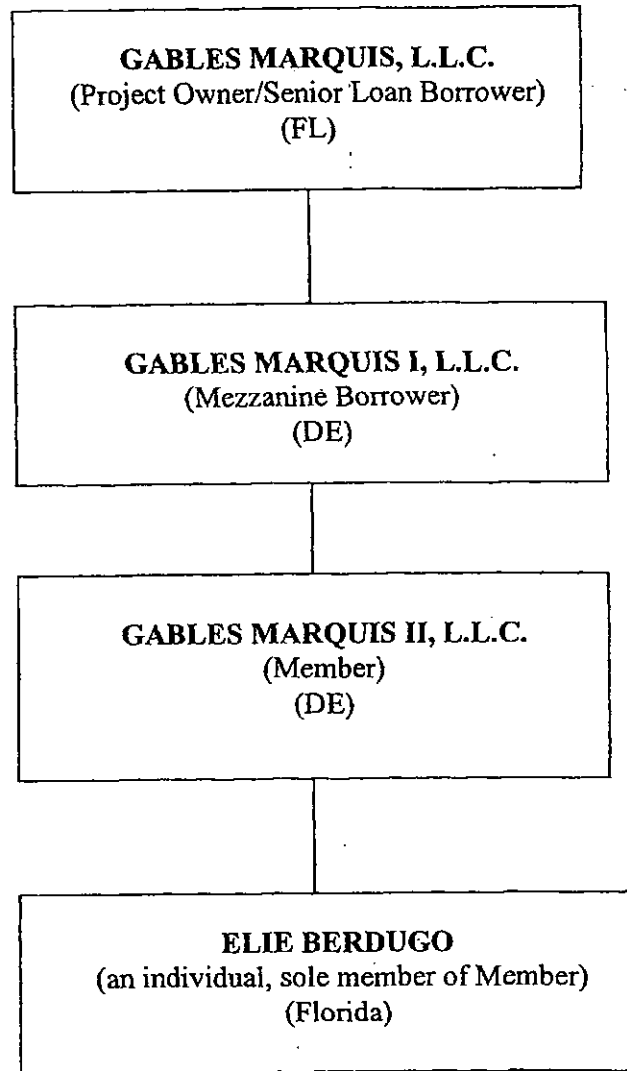 GABLES MARQUIS, L.L.C.
(Project Owner/Senior Loan Borrower)
(FL)
GABLES MARQUIS I, L.L.C.
(Mezzanine Borrower)
(DE)
GABLES MARQUIS II, L.L.C.
(Member)
(DE)
ELIE BERDUGO
(an individual, sole member of Member)
(Florida)